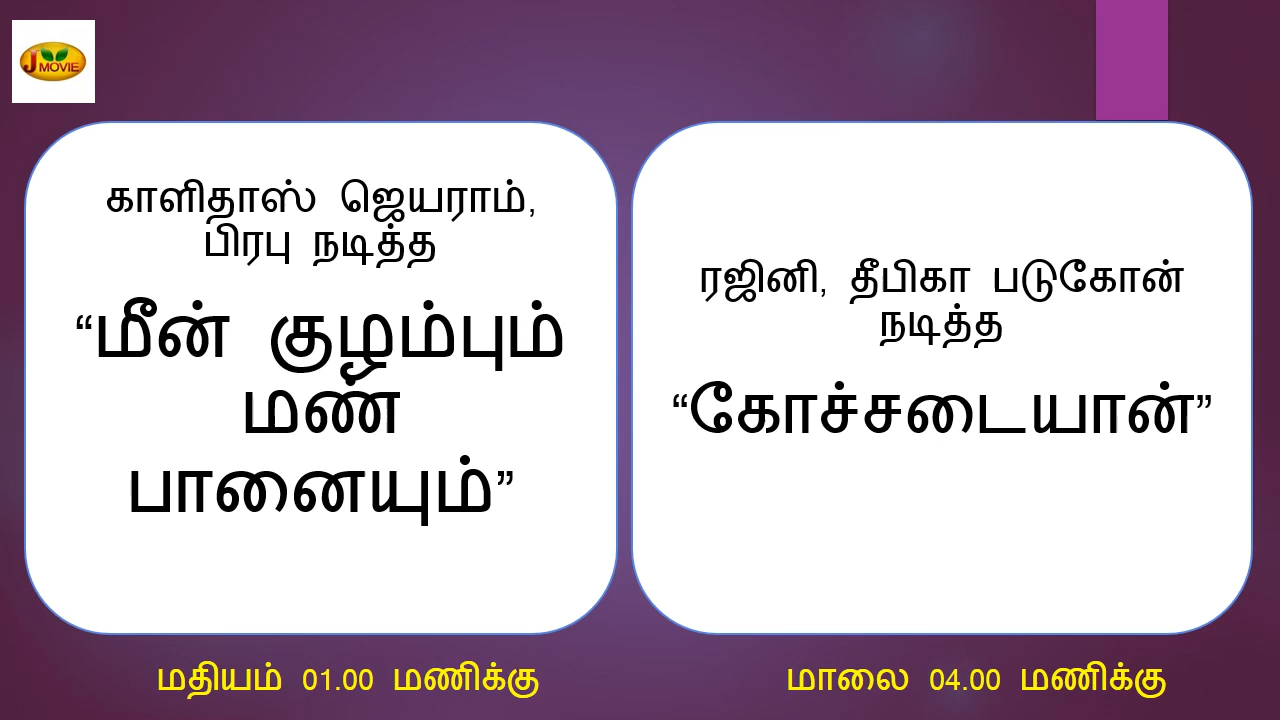 J MOVIE
காளிதாஸ் ஜெயராம்,
பிரபு நடித்த
“மீன் குழம்பும்
மண்
பானையும்”
ரஜினி, தீபிகா படுகோன்
நடித்த
“கோச்சடையான்”
மதியம் 01.00 மணிக்கு
மாலை 04.00 மணிக்கு